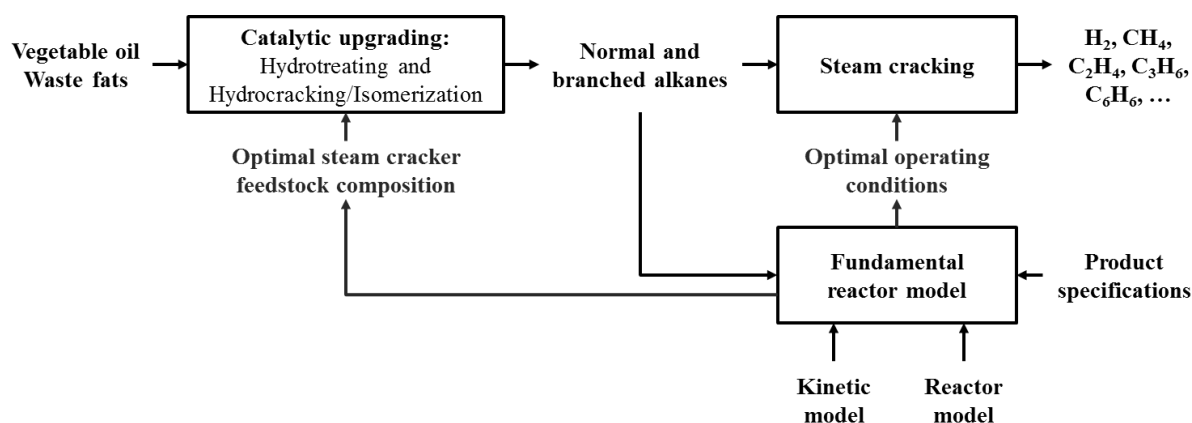 Vegetable oil
Waste fats
Catalytic upgrading:
Hydrotreating and
Hydrocracking/Isomerization
Normal and
branched alkanes
Steam cracking
H₂, CH₄,
C₂H₄, C₃H₆,
C₆H₆, …
Optimal steam cracker
feedstock composition
Optimal operating
conditions
Fundamental
reactor model
Product
specifications
Kinetic
model
Reactor
model